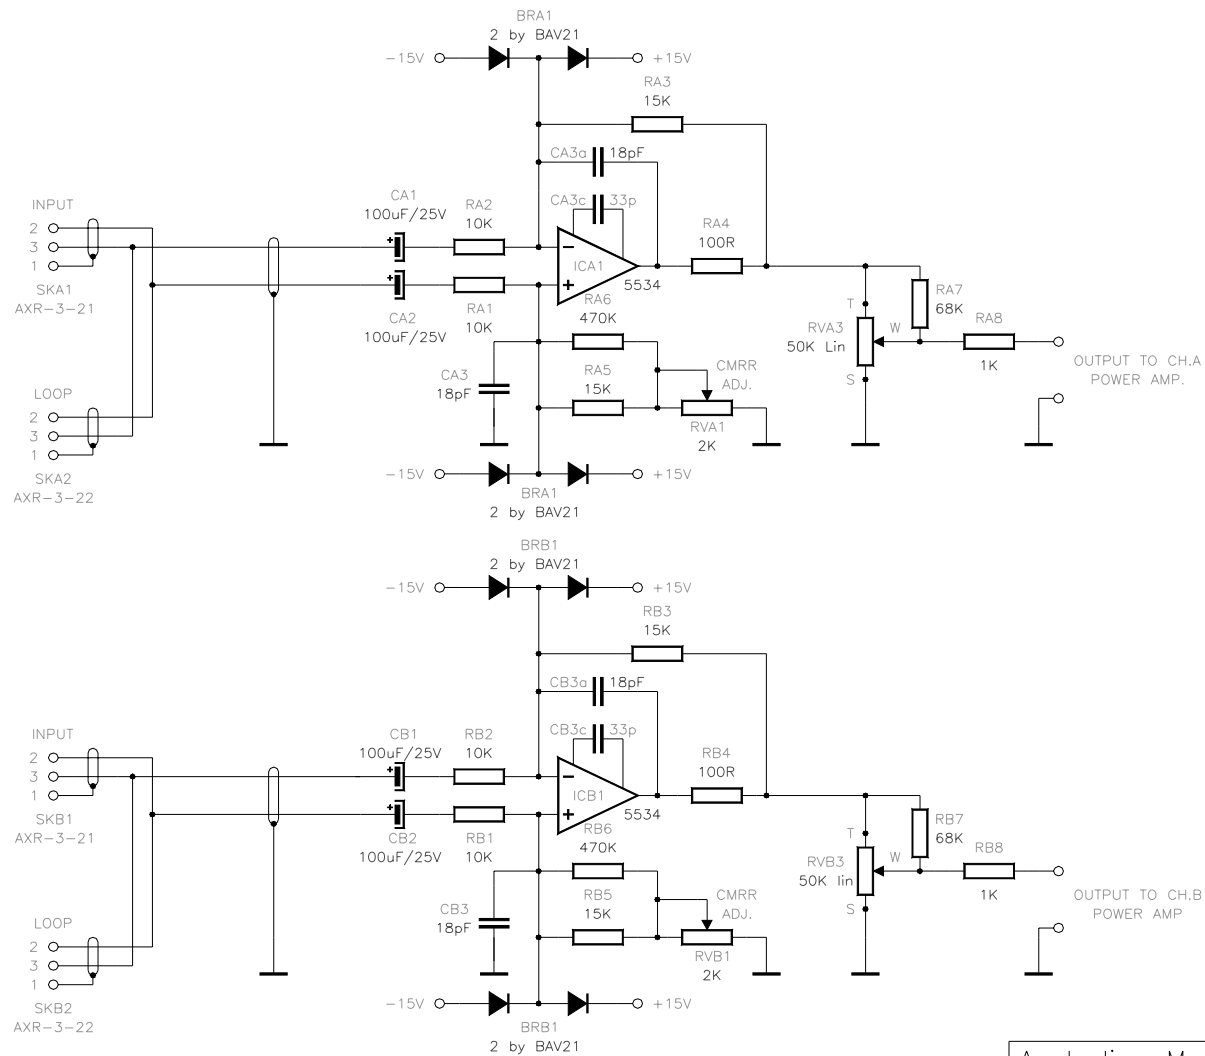 BRA1
2 by BAV21
-15V
+15V
RA3
15K
CA3a
18pF
CA3c
33p
INPUT
2
3
1
SKA1
AXR-3-21
CA1
100uF/25V
RA2
10K
-
+
ICA1
5534
RA4
100R
CA2
100uF/25V
RA1
10K
RA6
470K
RA5
15K
CA3
18pF
CMRR
ADJ.
RVA1
2K
T
RVA3
50K Lin
W
S
RA7
68K
RA8
1K
OUTPUT TO CH.A
POWER AMP.
LOOP
2
3
1
SKA2
AXR-3-22
-15V
+15V
BRA1
2 by BAV21
BRB1
2 by BAV21
-15V
+15V
RB3
15K
CB3a
18pF
CB3c
33p
INPUT
2
3
1
SKB1
AXR-3-21
CB1
100uF/25V
RB2
10K
-
+
ICB1
5534
RB4
100R
CB2
100uF/25V
RB1
10K
RB6
470K
RB5
15K
CB3
18pF
CMRR
ADJ.
RVB1
2K
T
RVB3
50K lin
W
S
RB7
68K
RB8
1K
OUTPUT TO CH.B
POWER AMP
LOOP
2
3
1
SKB2
AXR-3-22
-15V
+15V
BRB1
2 by BAV21